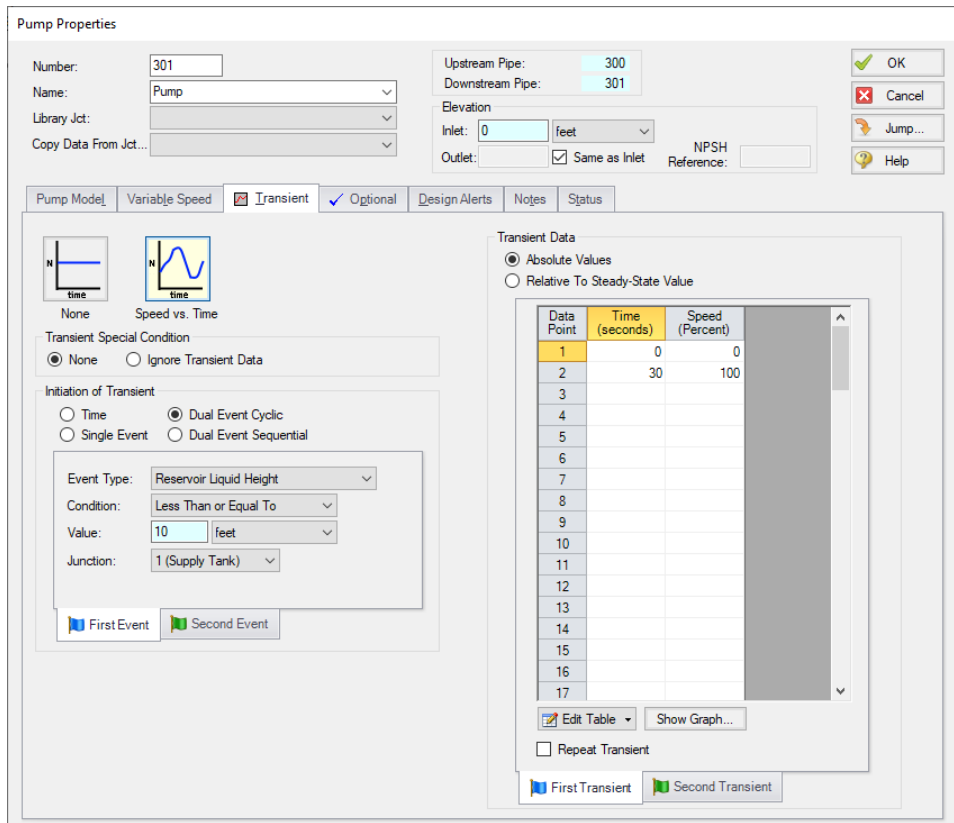 Pump Properties
Number: 301
Name: Pump
Library Jct:
Copy Data From Jct...
Upstream Pipe: 300
Downstream Pipe: 301
Elevation
Inlet: 0 feet
Outlet: Same as Inlet
NPSH
Reference:
OK
Cancel
Jump...
Help
Pump Model Variable Speed Transient Optional Design Alerts Notes Status
N N
time time
None Speed vs. Time
Transient Special Condition
None Ignore Transient Data
Initiation of Transient
Time Dual Event Cyclic
Single Event Dual Event Sequential
Event Type: Reservoir Liquid Height
Condition: Less Than or Equal To
Value: 10 feet
Junction: 1 (Supply Tank)
First Event Second Event
Transient Data
Absolute Values
Relative To Steady-State Value
Data Time Speed
Point (seconds) (Percent)
1 0 0
2 30 100
3
4
5
6
7
8
9
10
11
12
13
14
15
16
17
Edit Table Show Graph...
Repeat Transient
First Transient Second Transient